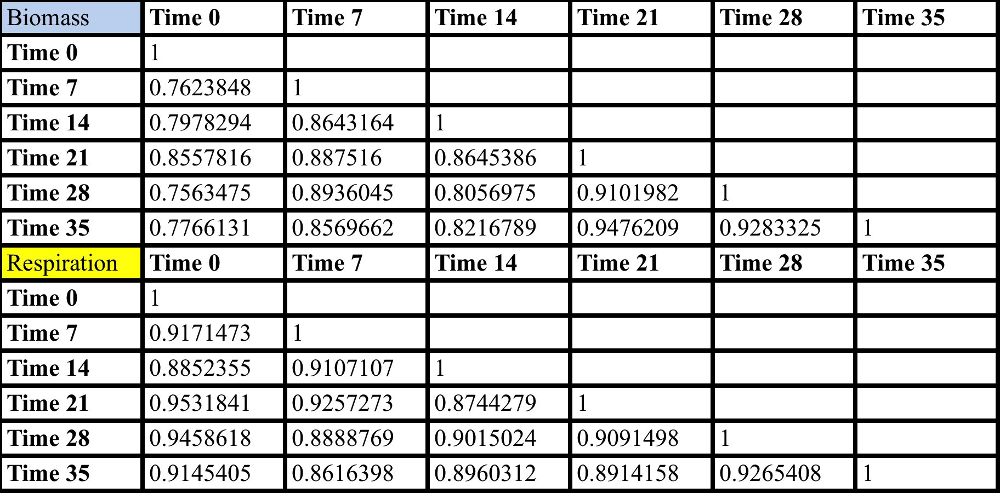 Biomass Time 0 Time 7 Time 14 Time 21 Time 28 Time 35
Time 0 1
Time 7 0.7623848 1
Time 14 0.7978294 0.8643164 1
Time 21 0.8557816 0.887516 0.8645386 1
Time 28 0.7563475 0.8936045 0.8056975 0.9101982 1
Time 35 0.7766131 0.8569662 0.8216789 0.9476209 0.9283325 1
Respiration Time 0 Time 7 Time 14 Time 21 Time 28 Time 35
Time 0 1
Time 7 0.9171473 1
Time 14 0.8852355 0.9107107 1
Time 21 0.9531841 0.9257273 0.8744279 1
Time 28 0.9458618 0.8888769 0.9015024 0.9091498 1
Time 35 0.9145405 0.8616398 0.8960312 0.8914158 0.9265408 1